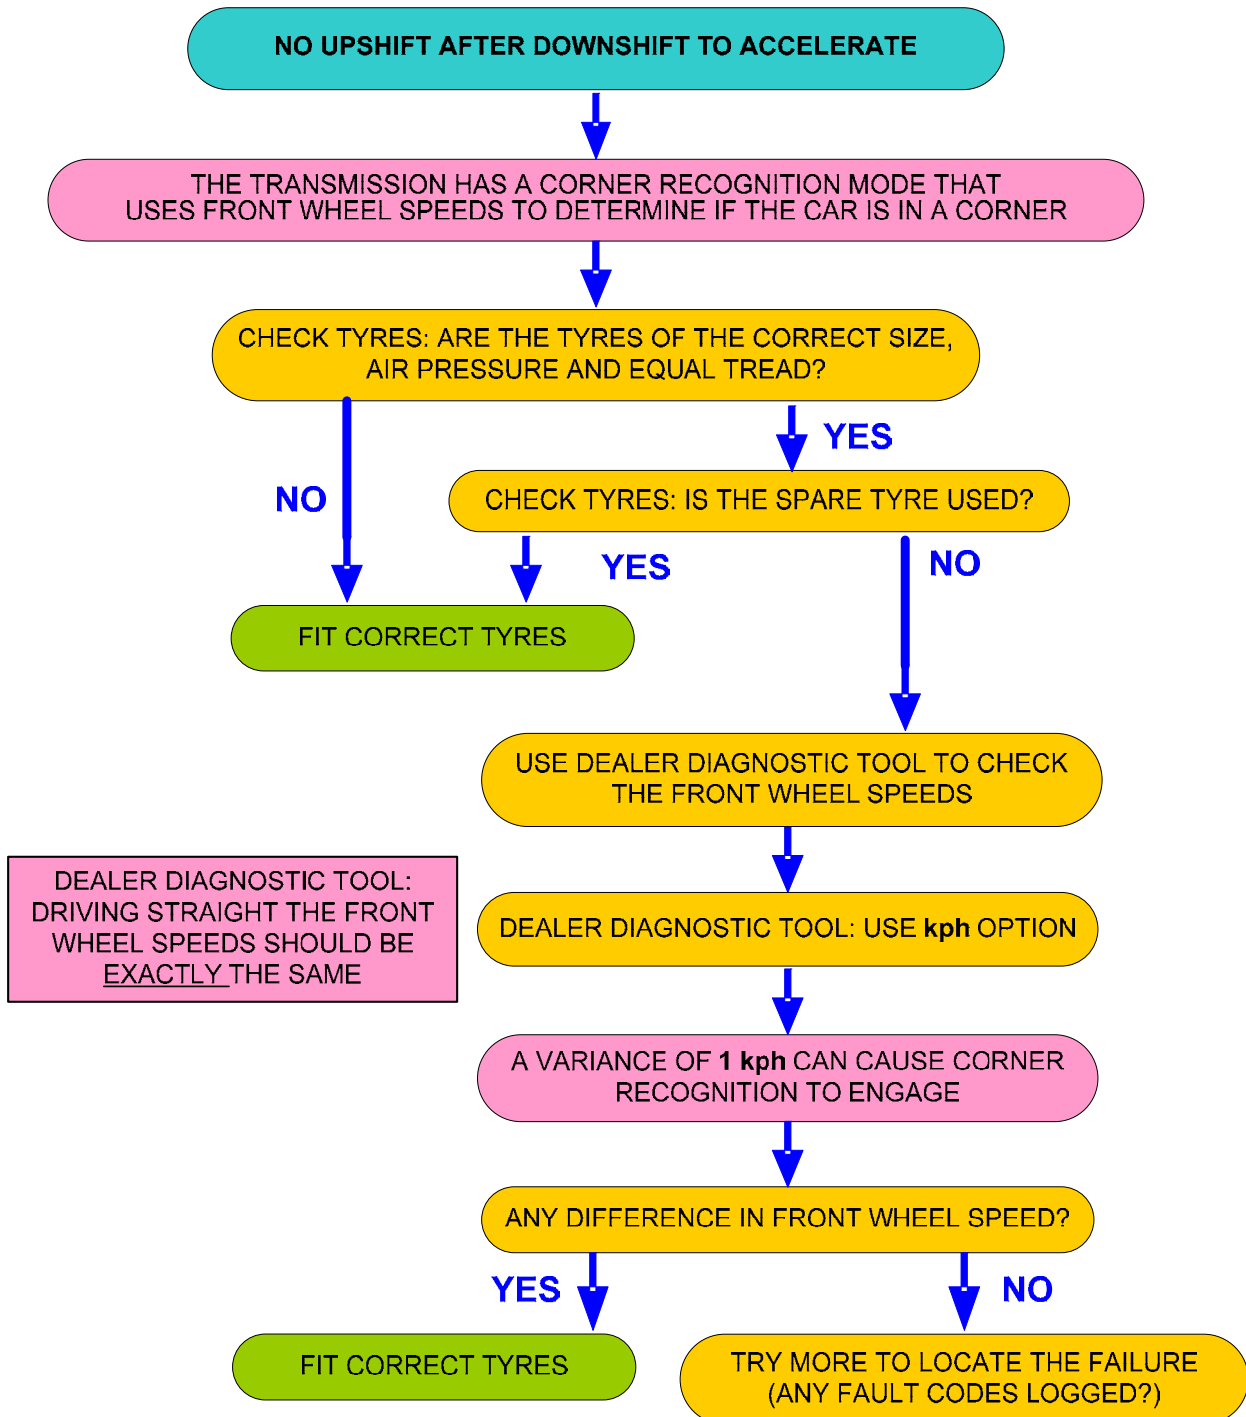 NO UPSHIFT AFTER DOWNSHIFT TO ACCELERATE
THE TRANSMISSION HAS A CORNER RECOGNITION MODE THAT
USES FRONT WHEEL SPEEDS TO DETERMINE IF THE CAR IS IN A CORNER
CHECK TYRES: ARE THE TYRES OF THE CORRECT SIZE,
AIR PRESSURE AND EQUAL TREAD?
YES
NO
CHECK TYRES: IS THE SPARE TYRE USED?
YES
NO
FIT CORRECT TYRES
USE DEALER DIAGNOSTIC TOOL TO CHECK
THE FRONT WHEEL SPEEDS
DEALER DIAGNOSTIC TOOL:
DRIVING STRAIGHT THE FRONT
WHEEL SPEEDS SHOULD BE
EXACTLY THE SAME
DEALER DIAGNOSTIC TOOL: USE kph OPTION
A VARIANCE OF 1 kph CAN CAUSE CORNER
RECOGNITION TO ENGAGE
ANY DIFFERENCE IN FRONT WHEEL SPEED?
YES
NO
FIT CORRECT TYRES
TRY MORE TO LOCATE THE FAILURE
(ANY FAULT CODES LOGGED?)